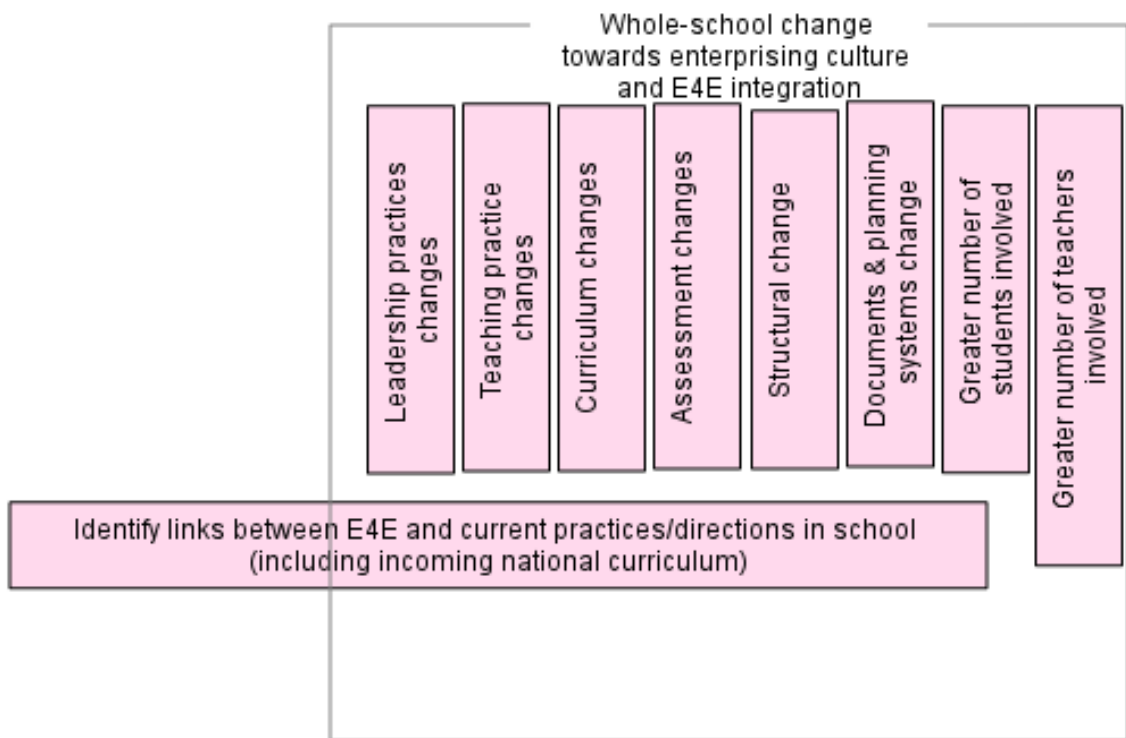 Whole-school change
towards enterprising culture
and E4E integration
Leadership practices
changes
Teaching practice
changes
Curriculum changes
Assessment changes
Structural change
Documents & planning
systems change
Greater number of
students involved
Greater number of teachers
involved
Identify links between E4E and current practices/directions in school
(including incoming national curriculum)